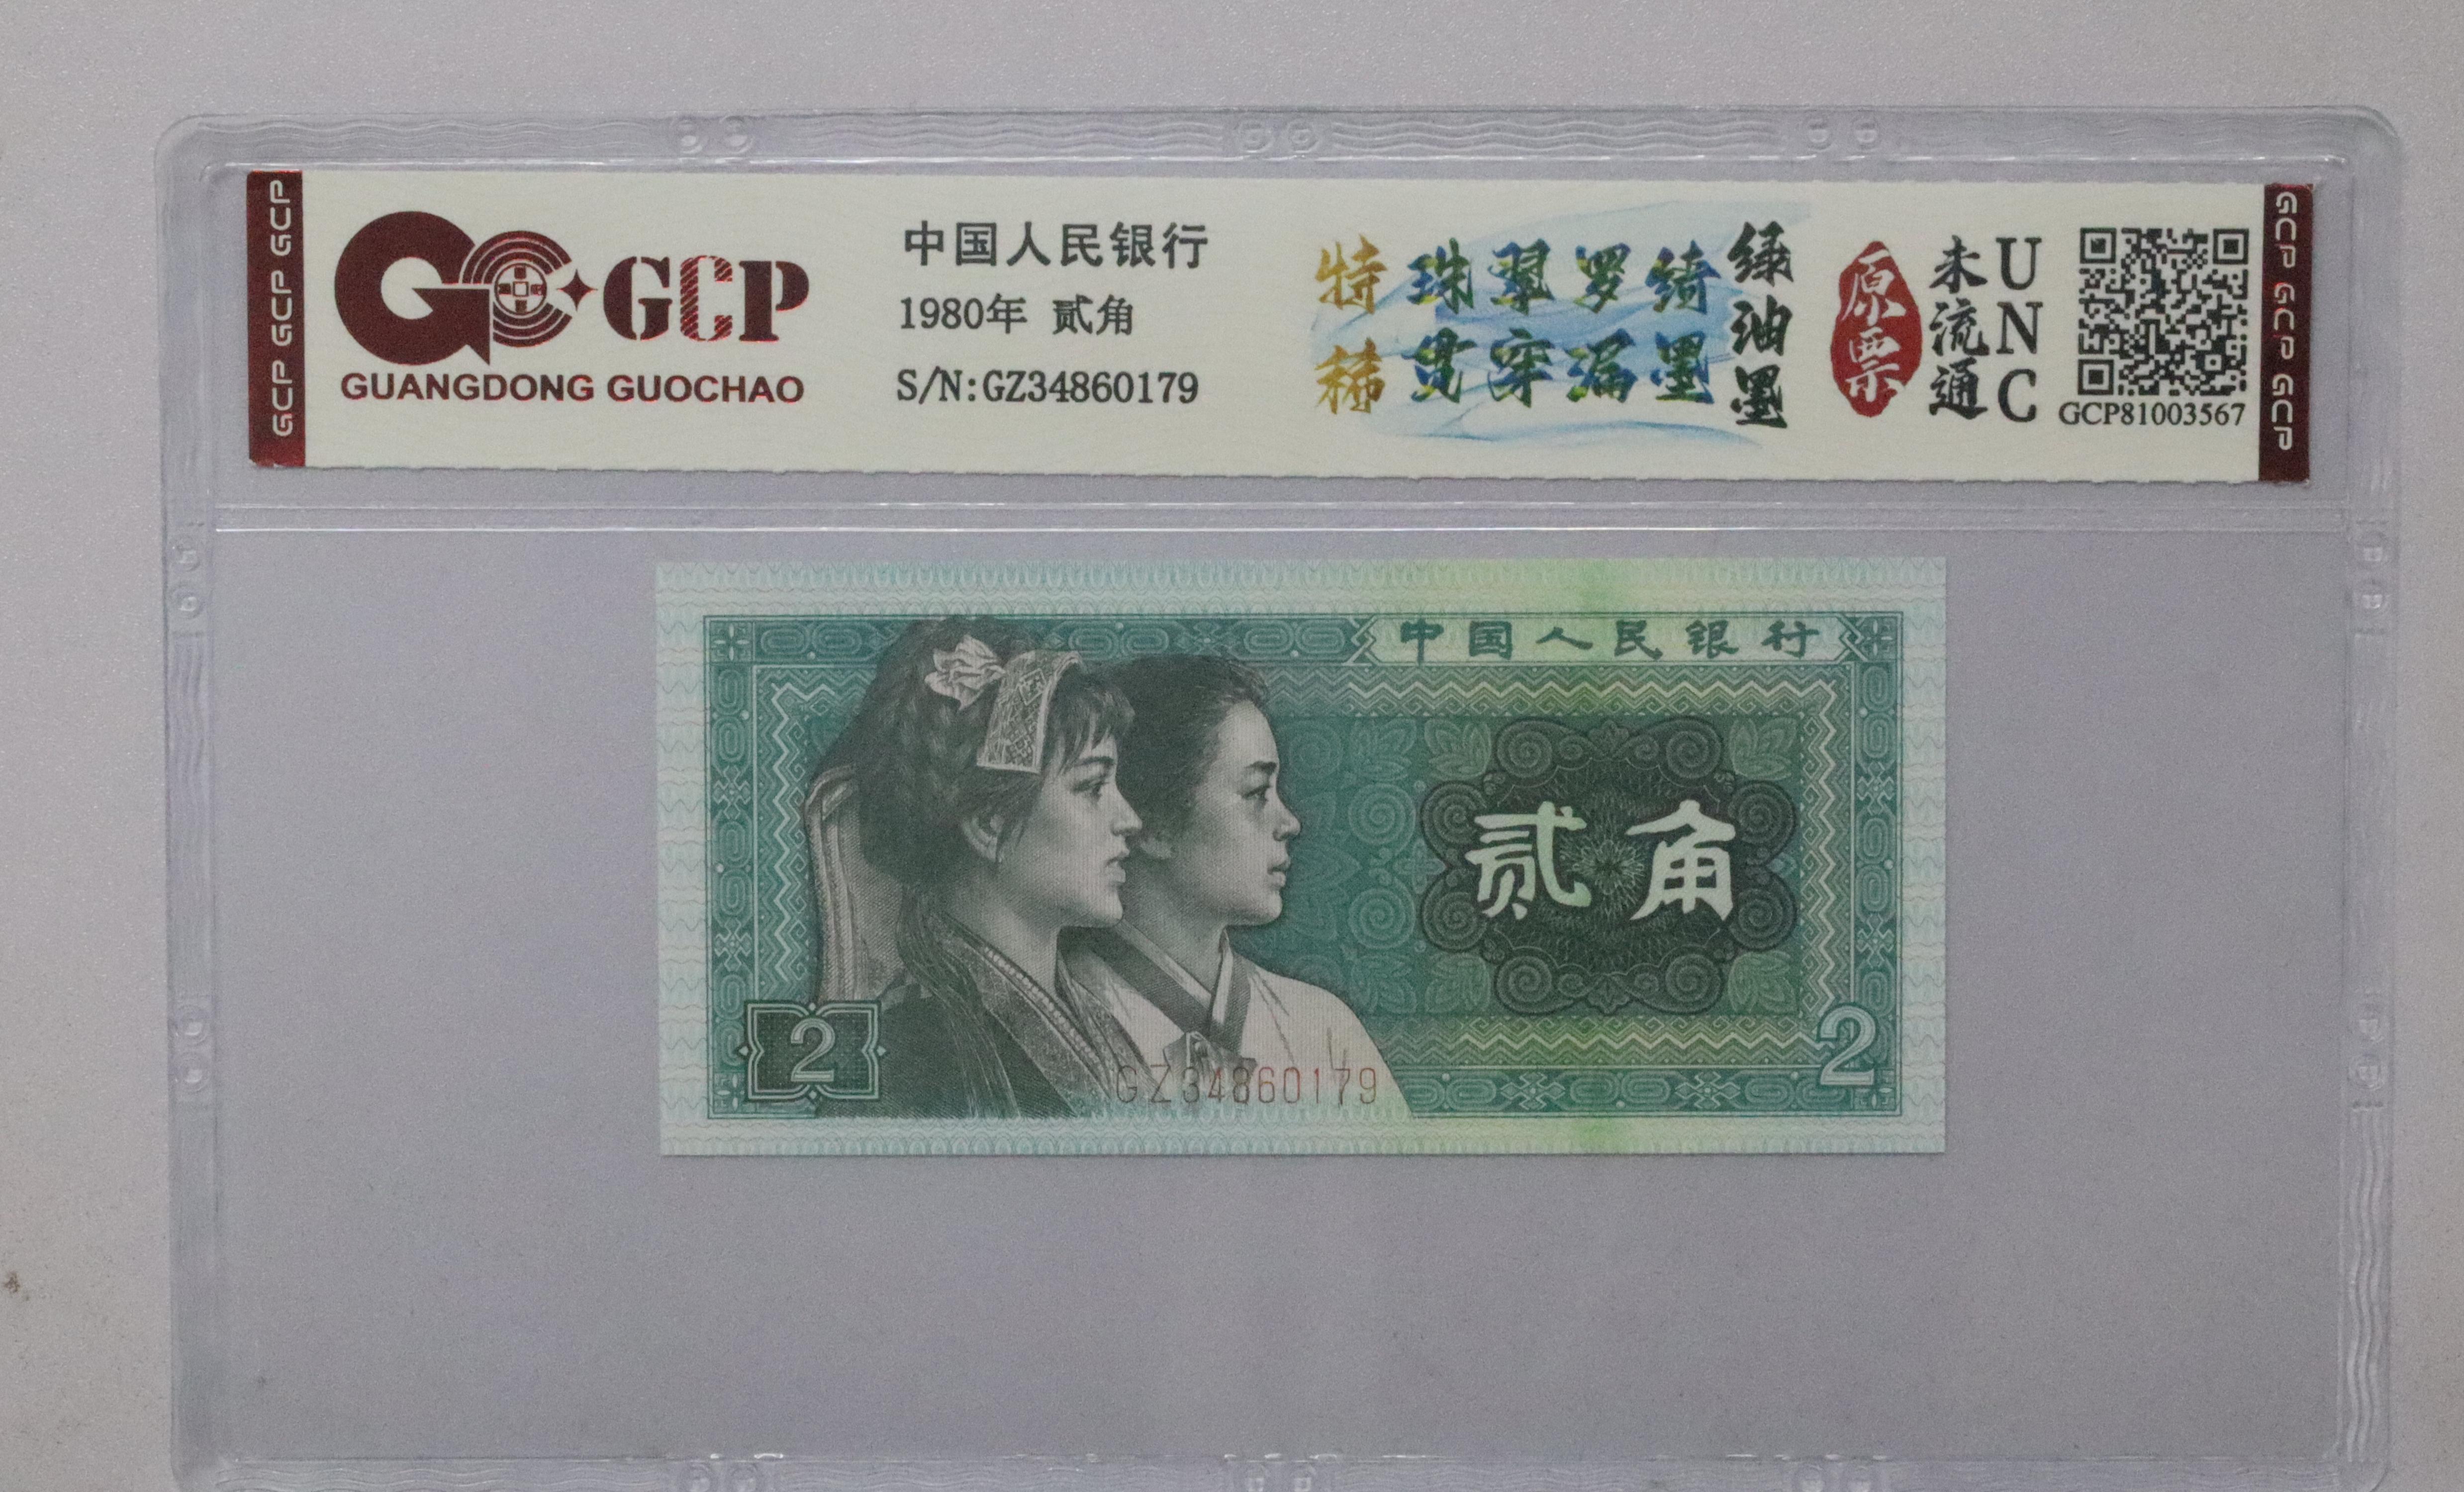 GCP GCP GCP
GCP
GUANGDONG GUOCHAO
中国人民银行
1980年 贰角
S/N:GZ34860179
特稀
珠翠罗绮
贯穿漏墨
绿油墨
原票
未流通
UNC
GCP81003567
GCP GCP GCP
中国人民银行
贰角
2
GZ34860179
2